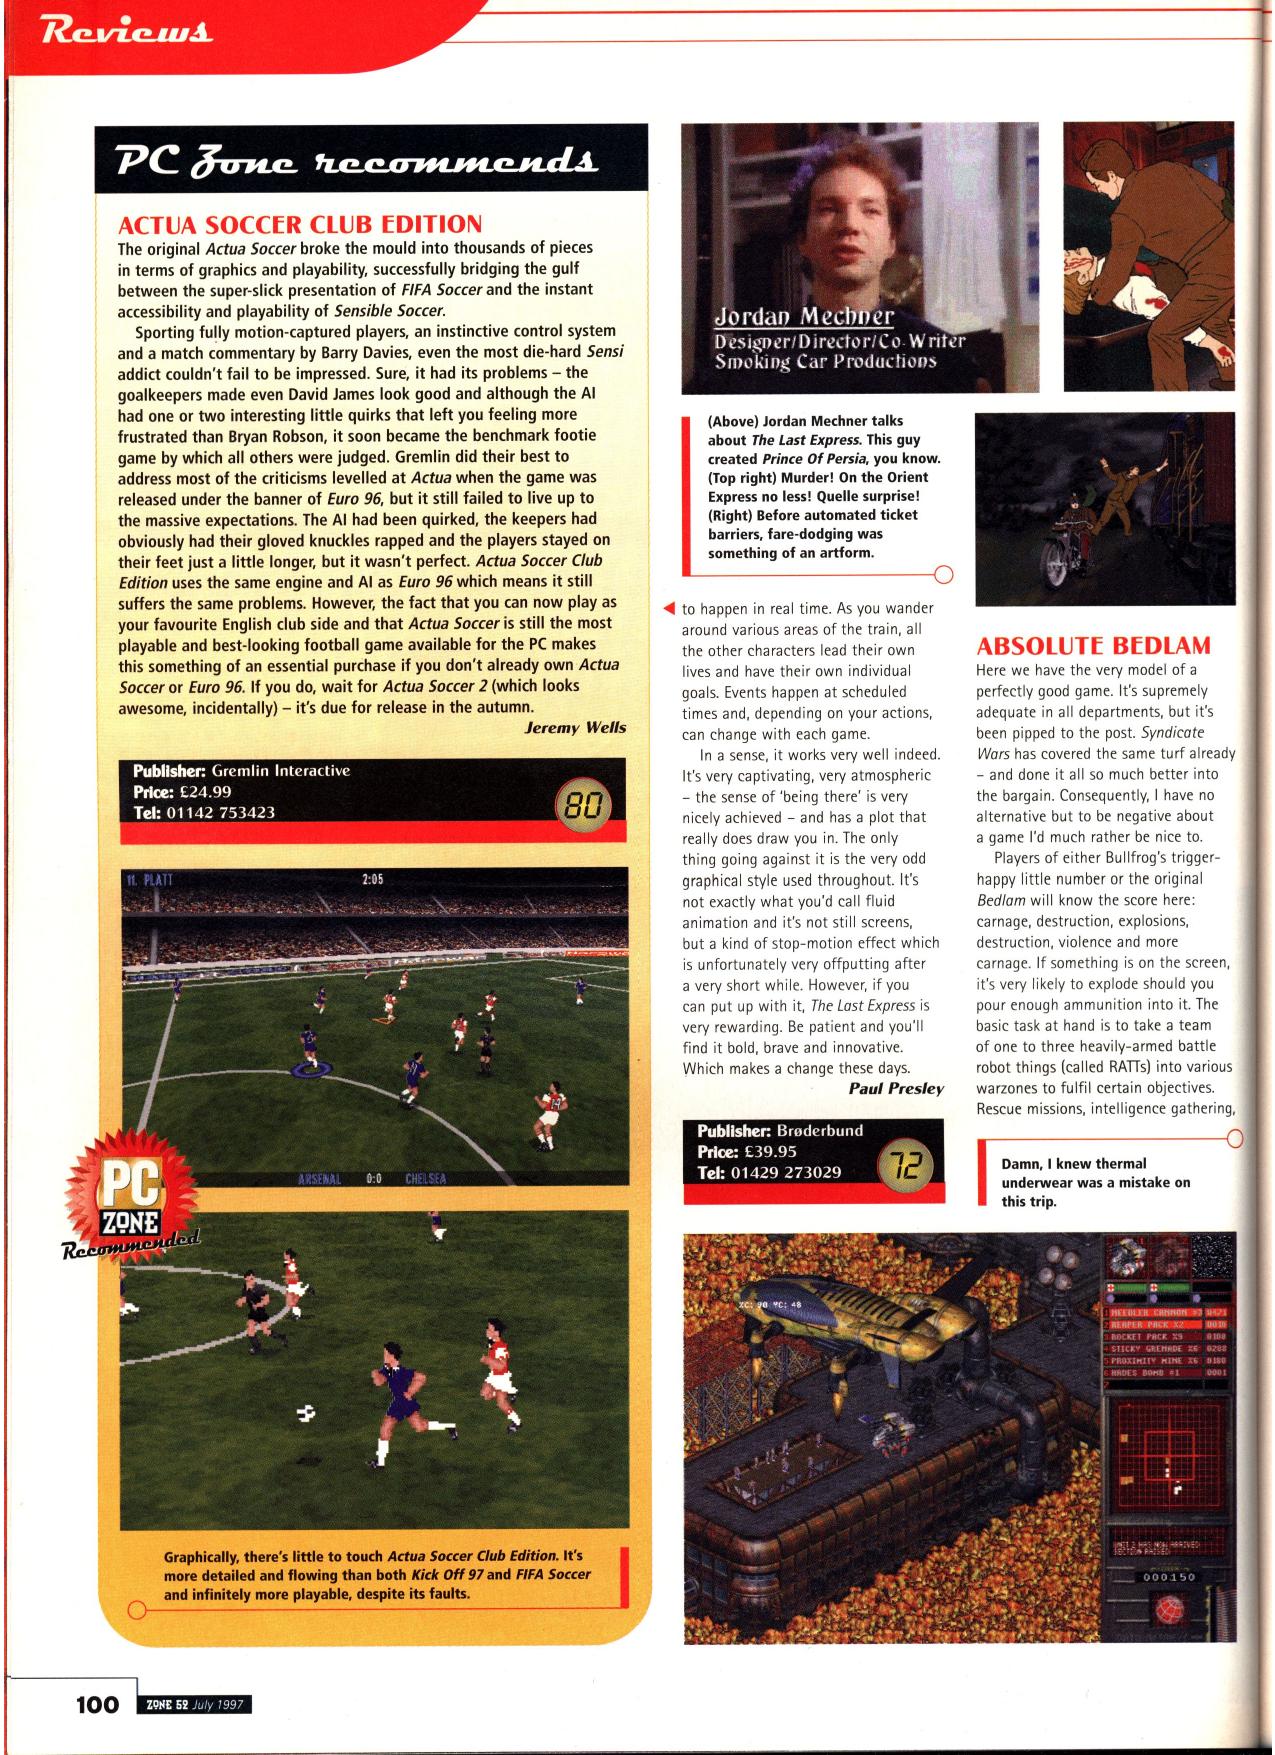 Reviews
PC Zone recommends
ACTUA SOCCER CLUB EDITION
The original Actua Soccer broke the mould into thousands of pieces
in terms of graphics and playability, successfully bridging the gulf
between the super-slick presentation of FIFA Soccer and the instant
accessibility and playability of Sensible Soccer.
Sporting fully motion-captured players, an instinctive control system
and a match commentary by Barry Davies, even the most die-hard Sensi
addict couldn't fail to be impressed. Sure, it had its problems – the
goalkeepers made even David James look good and although the AI
had one or two interesting little quirks that left you feeling more
frustrated than Bryan Robson, it soon became the benchmark footie
game by which all others were judged. Gremlin did their best to
address most of the criticisms levelled at Actua when the game was
released under the banner of Euro 96, but it still failed to live up to
the massive expectations. The AI had been quirked, the keepers had
obviously had their gloved knuckles rapped and the players stayed on
their feet just a little longer, but it wasn't perfect. Actua Soccer Club
Edition uses the same engine and AI as Euro 96 which means it still
suffers the same problems. However, the fact that you can now play as
your favourite English club side and that Actua Soccer is still the most
playable and best-looking football game available for the PC makes
this something of an essential purchase if you don't already own Actua
Soccer or Euro 96. If you do, wait for Actua Soccer 2 (which looks
awesome, incidentally) – it's due for release in the autumn.
Jeremy Wells
Publisher: Gremlin Interactive
Price: £24.99
Tel: 01142 753423
80
11. PLATT 2:05
ARSENAL 0:0 CHELSEA
PC
ZONE
Recommended
Graphically, there's little to touch Actua Soccer Club Edition. It's
more detailed and flowing than both Kick Off 97 and FIFA Soccer
and infinitely more playable, despite its faults.
Jordan Mechner
Designer/Director/Co-Writer
Smoking Car Productions
(Above) Jordan Mechner talks
about The Last Express. This guy
created Prince Of Persia, you know.
(Top right) Murder! On the Orient
Express no less! Quelle surprise!
(Right) Before automated ticket
barriers, fare-dodging was
something of an artform.
to happen in real time. As you wander
around various areas of the train, all
the other characters lead their own
lives and have their own individual
goals. Events happen at scheduled
times and, depending on your actions,
can change with each game.
In a sense, it works very well indeed.
It's very captivating, very atmospheric
– the sense of 'being there' is very
nicely achieved – and has a plot that
really does draw you in. The only
thing going against it is the very odd
graphical style used throughout. It's
not exactly what you'd call fluid
animation and it's not still screens,
but a kind of stop-motion effect which
is unfortunately very offputting after
a very short while. However, if you
can put up with it, The Last Express is
very rewarding. Be patient and you'll
find it bold, brave and innovative.
Which makes a change these days.
Paul Presley
Publisher: Brøderbund
Price: £39.95
Tel: 01429 273029
72
ABSOLUTE BEDLAM
Here we have the very model of a
perfectly good game. It's supremely
adequate in all departments, but it's
been pipped to the post. Syndicate
Wars has covered the same turf already
– and done it all so much better into
the bargain. Consequently, I have no
alternative but to be negative about
a game I'd much rather be nice to.
Players of either Bullfrog's trigger-
happy little number or the original
Bedlam will know the score here:
carnage, destruction, explosions,
destruction, violence and more
carnage. If something is on the screen,
it's very likely to explode should you
pour enough ammunition into it. The
basic task at hand is to take a team
of one to three heavily-armed battle
robot things (called RATTs) into various
warzones to fulfil certain objectives.
Rescue missions, intelligence gathering,
Damn, I knew thermal
underwear was a mistake on
this trip.
XC: 90 YC: 48
NEEDLER CANNON
REAPER PACK X2
ROCKET PACK X9 0108
STICKY GRENADE X6 0288
PROXIMITY MINE X6 0180
HADES BOMB #1 0001
UNIT 2 HAS NOW ARRIVED
000150
100 ZONE 52 July 1997